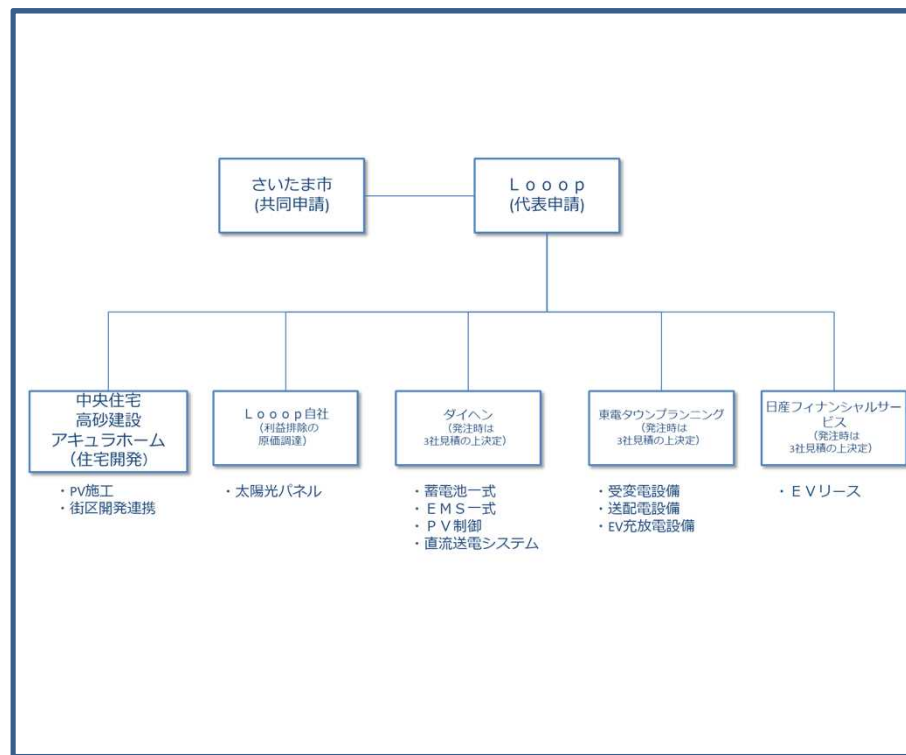 さいたま市
(共同申請)
Ｌｏｏｏｐ
(代表申請)
中央住宅
高砂建設
アキュラホーム
(住宅開発)
・PV施工
・街区開発連携
Ｌｏｏｏｐ自社
(利益排除の
原価調達)
・太陽光パネル
ダイヘン
(発注時は
3社見積の上決定)
・蓄電池一式
・ＥＭＳ一式
・ＰＶ制御
・直流送電システム
東電タウンプランニング
(発注時は
3社見積の上決定)
・受変電設備
・送配電設備
・EV充放電設備
日産フィナンシャルサー
ビス
(発注時は
3社見積の上決定)
・ＥＶリース